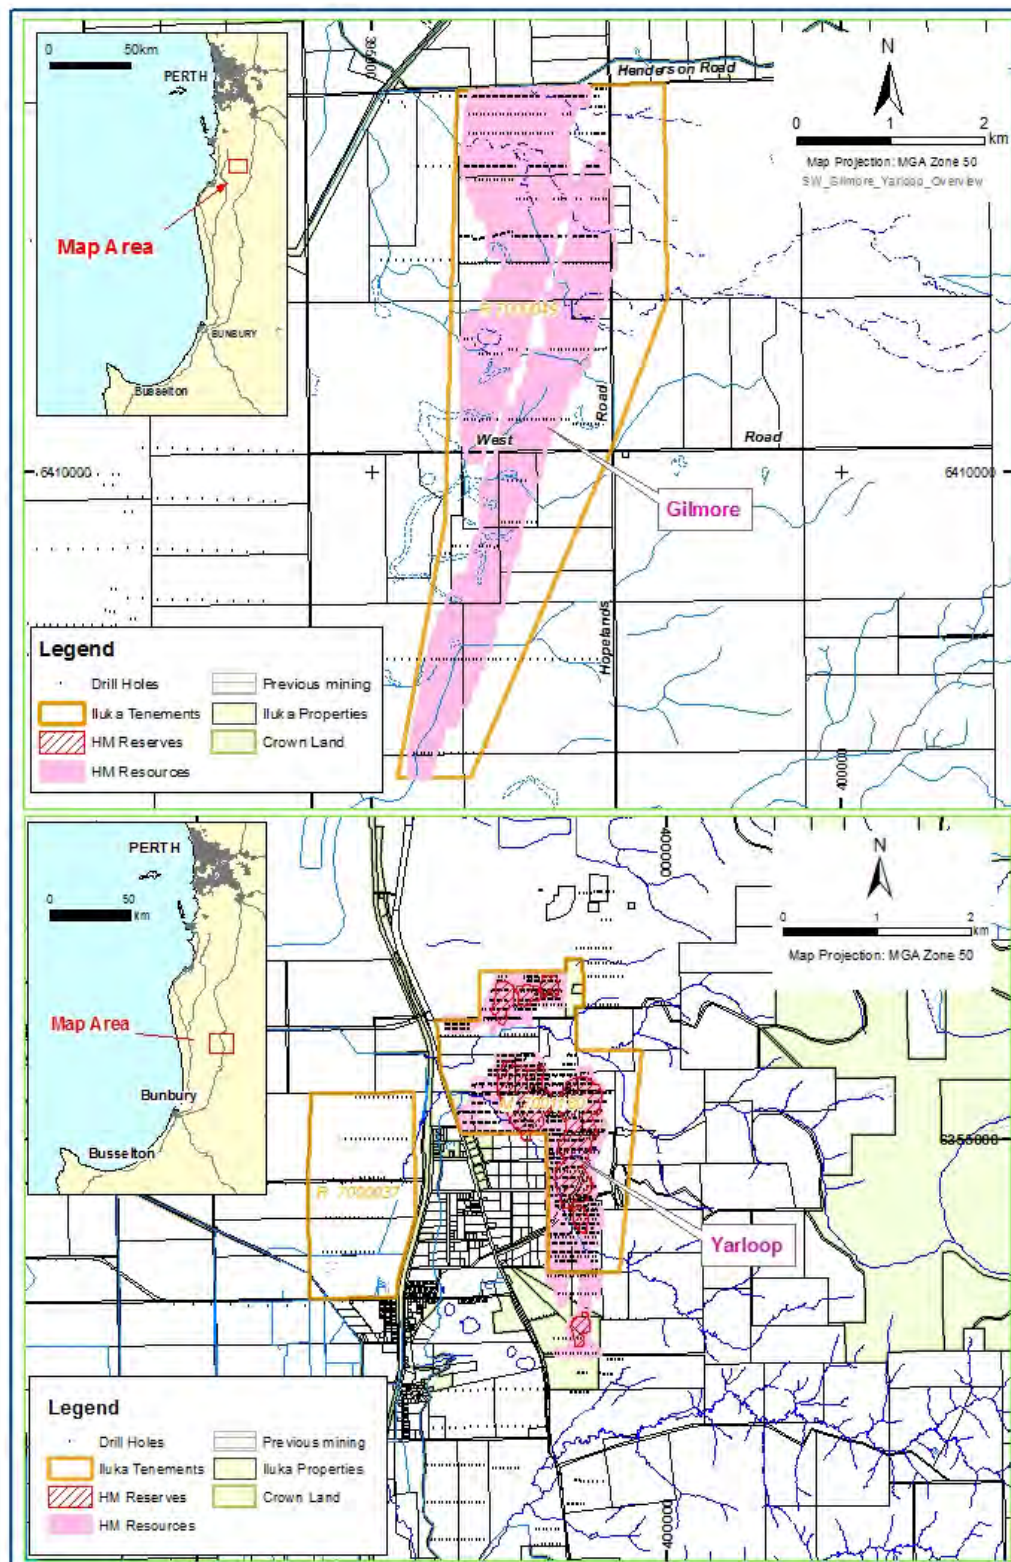 0 50km
PERTH
Map Area
BUNBURY
Busselton
395000
Henderson Road
N
0 1 2
km
Map Projection: MGA Zone 50
SW_Gilmore_Yarloop_Overview
Road
West Road
6410000
6410000
Gilmore
Hopelands
400000
Legend
Drill Holes
Previous mining
Iluka Tenements
Iluka Properties
HM Reserves
Crown Land
HM Resources
PERTH
0 50
km
Map Area
Bunbury
Busselton
400000
N
0 1 2
km
Map Projection: MGA Zone 50
6355000
R 7000037
Yarloop
Legend
Drill Holes
Previous mining
Iluka Tenements
Iluka Properties
HM Reserves
Crown Land
HM Resources
400000